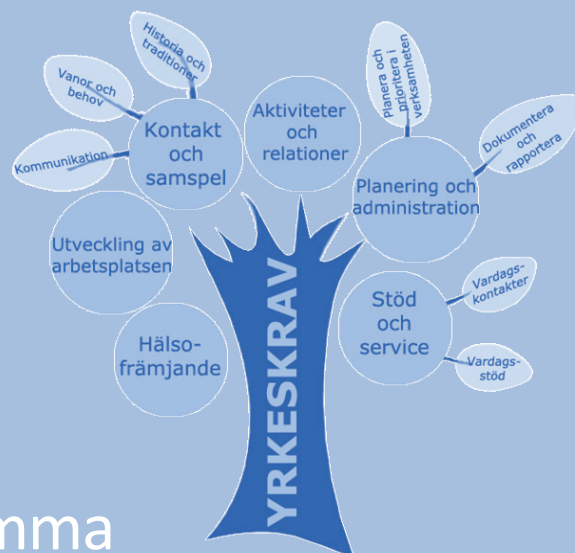 Historia och
traditioner
Vanor och
behov
Kommunikation
Kontakt
och
samspel
Aktiviteter
och
relationer
Planera och
prioritera i
verksamheten
Dokumentera
och
rapportera
Planering och
administration
Utveckling av
arbetsplatsen
Hälso-
främjande
Stöd
och
service
Vardags-
kontakter
Vardags-
stöd
YRKESKRAV
mma